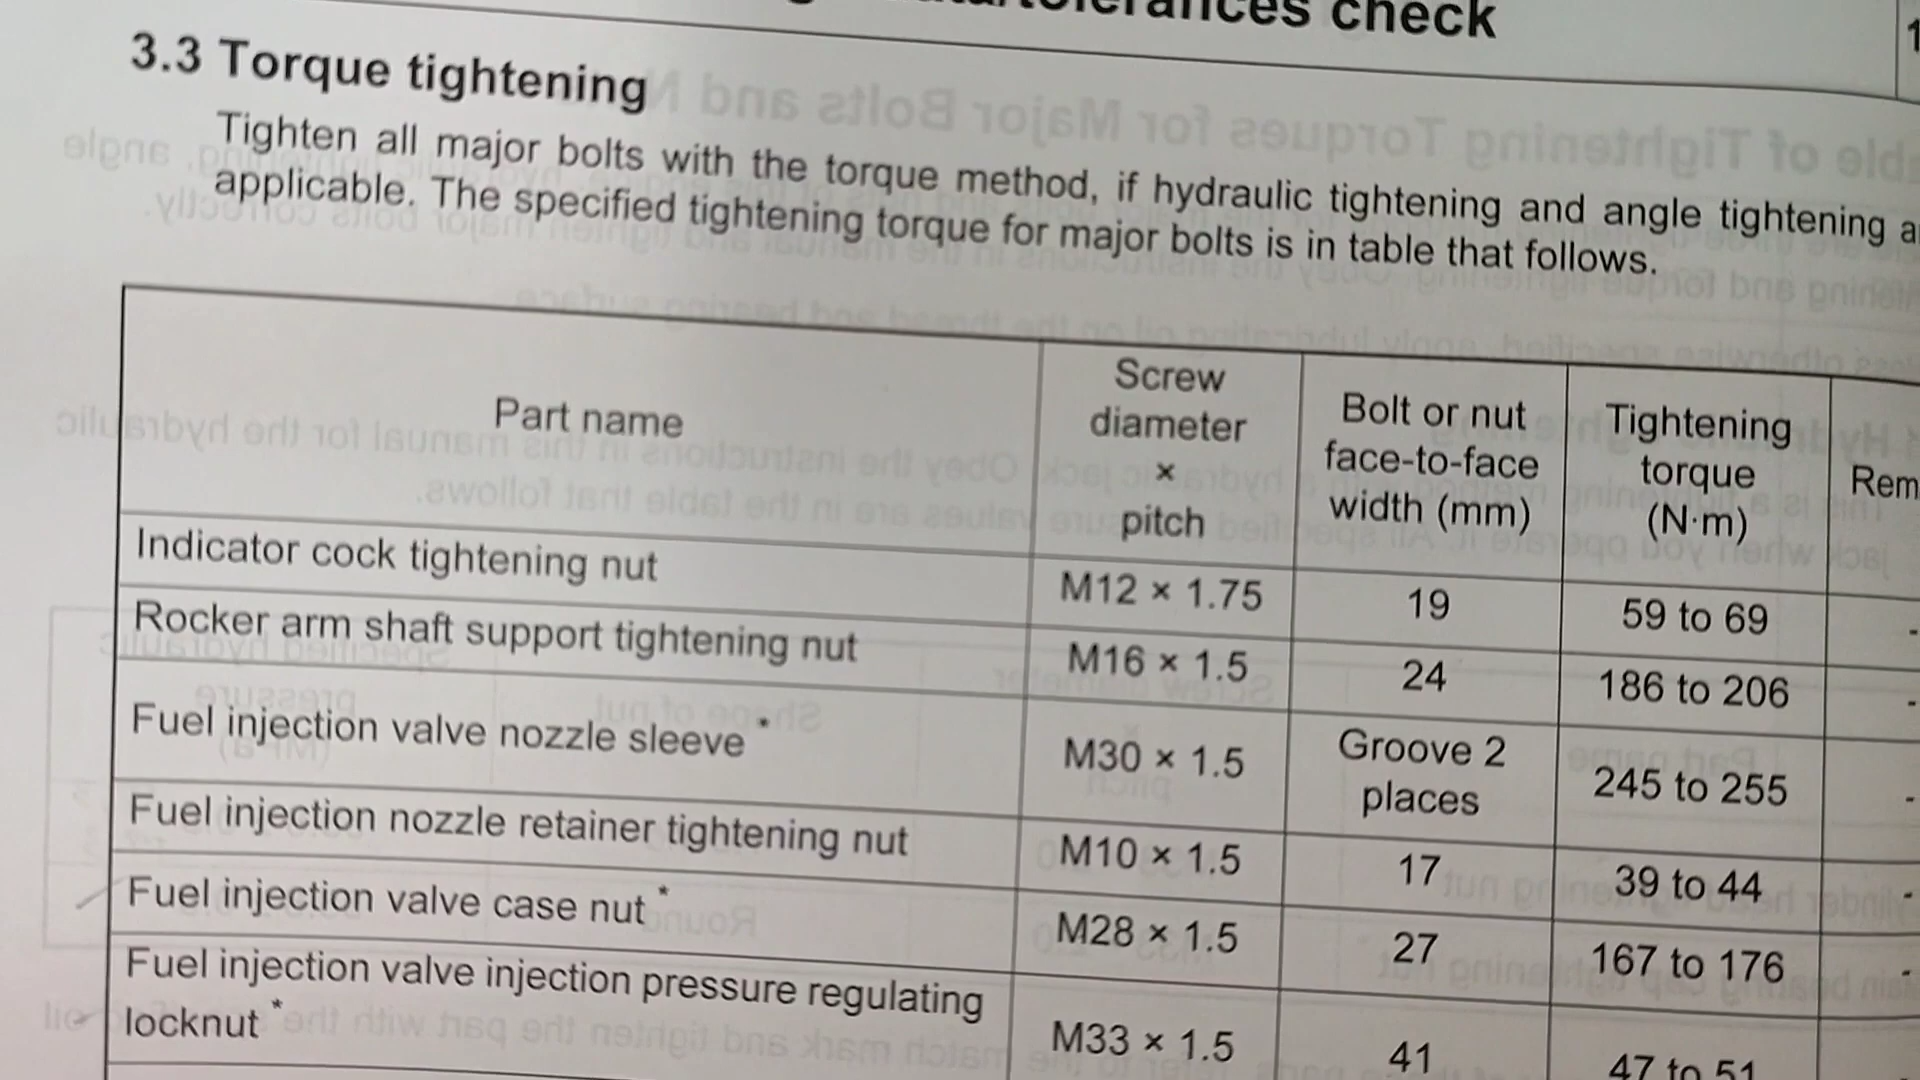 check
3.3 Torque tightening
Tighten all major bolts with the torque method, if hydraulic tightening and angle tightening
applicable. The specified tightening torque for major bolts is in table that follows.
Part name
Screw
diameter
×
pitch
Bolt or nut
face-to-face
width (mm)
Tightening
torque
(N·m)
Indicator cock tightening nut M12 × 1.75 19 59 to 69 -
Rocker arm shaft support tightening nut M16 × 1.5 24 186 to 206 -
Fuel injection valve nozzle sleeve * M30 × 1.5 Groove 2 places 245 to 255 -
Fuel injection nozzle retainer tightening nut M10 × 1.5 17 39 to 44 -
Fuel injection valve case nut * M28 × 1.5 27 167 to 176 -
Fuel injection valve injection pressure regulating
locknut * M33 × 1.5 41 47 to 51